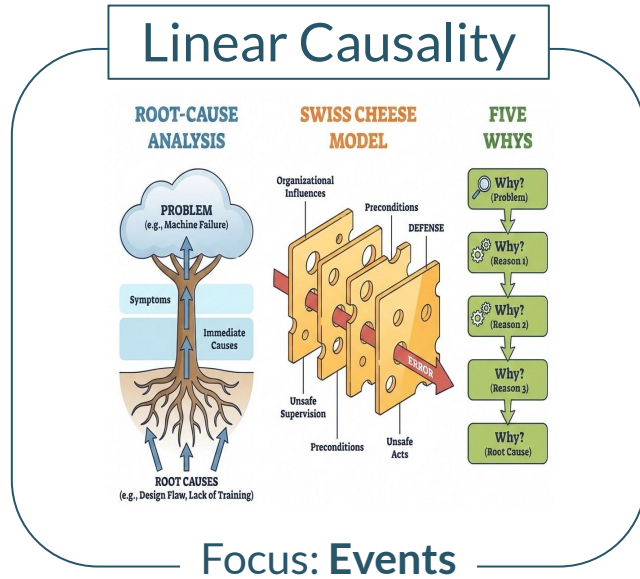 Linear Causality
ROOT-CAUSE
ANALYSIS
PROBLEM
(e.g., Machine Failure)
Symptoms
Immediate
Causes
ROOT CAUSES
(e.g., Design Flaw, Lack of Training)
SWISS CHEESE
MODEL
Organizational
Influences
Preconditions
DEFENSE
ERROR
Unsafe
Supervision
Preconditions
Unsafe
Acts
FIVE
WHYS
Why?
(Problem)
Why?
(Reason 1)
Why?
(Reason 2)
Why?
(Reason 3)
Why?
(Root Cause)
Focus: Events